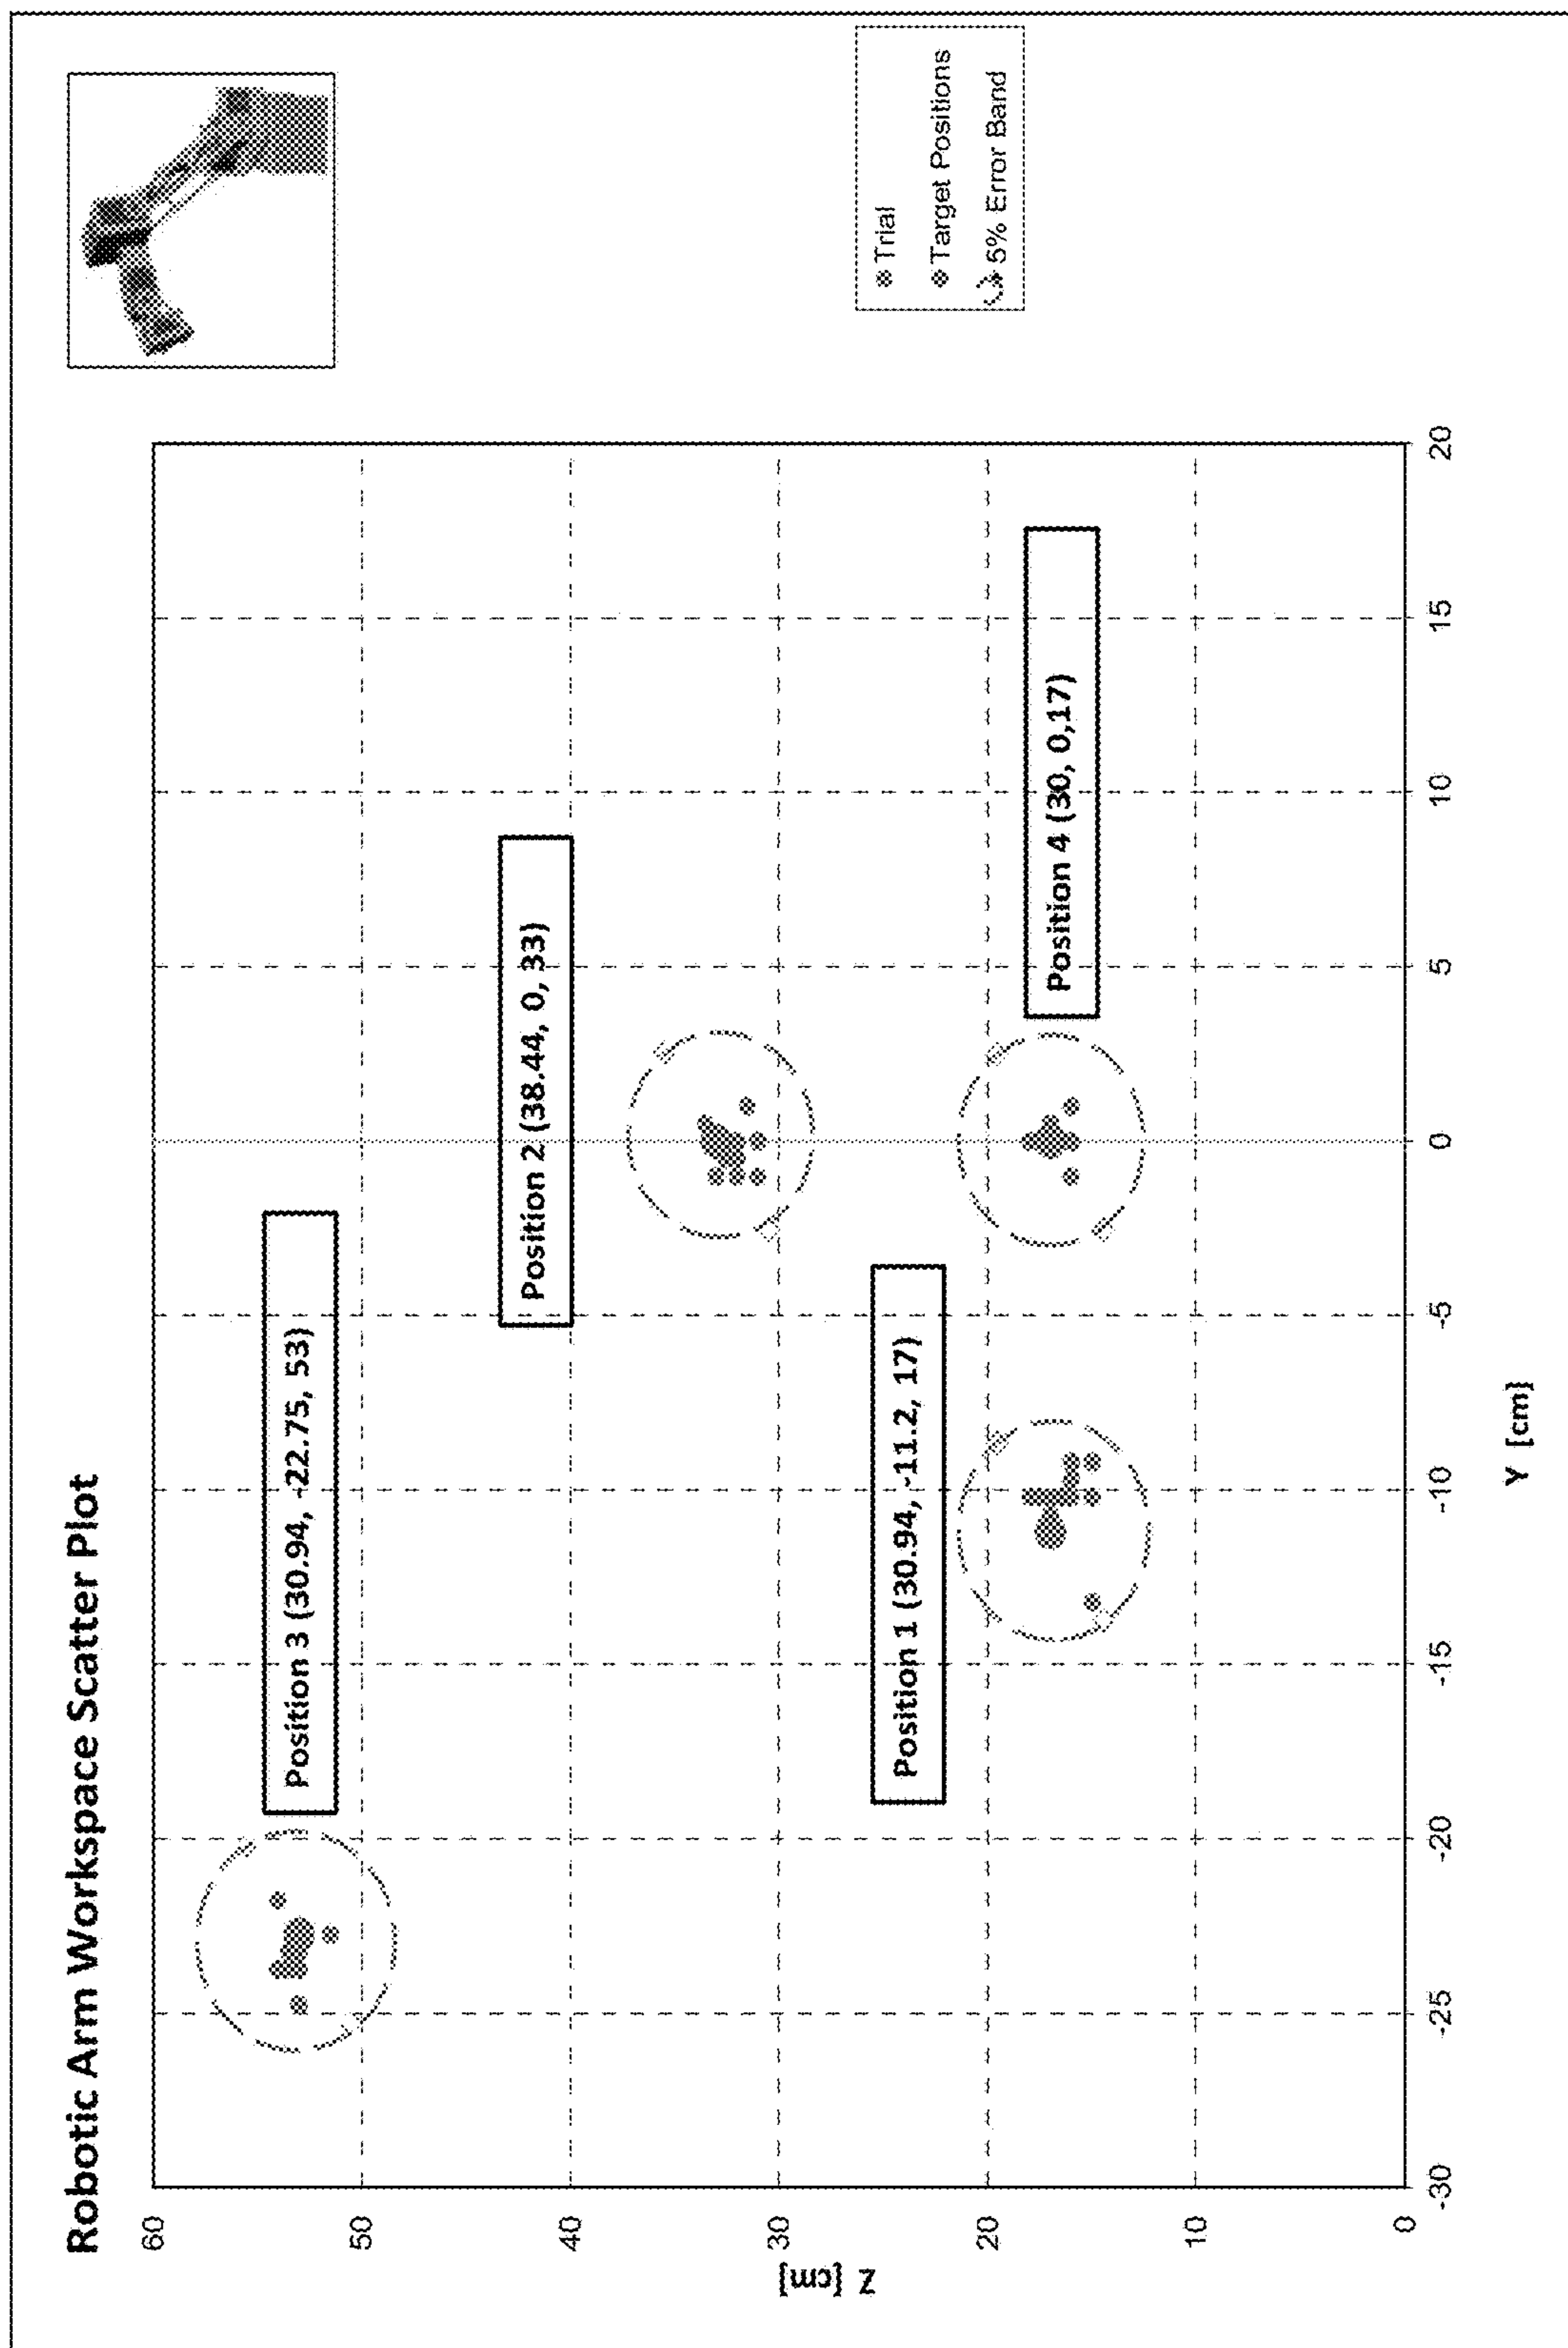 Robotic Arm Workspace Scatter Plot
Z [cm]
60
50
40
30
20
10
0
Position 3 (30.94, -22.75, 53)
Position 2 (38.44, 0, 33)
Position 1 (30.94, -11.2, 17)
Position 4 (30, 0,17)
-30
-25
-20
-15
-10
-5
0
5
10
15
20
Y [cm]
Trial
Target Positions
5% Error Band